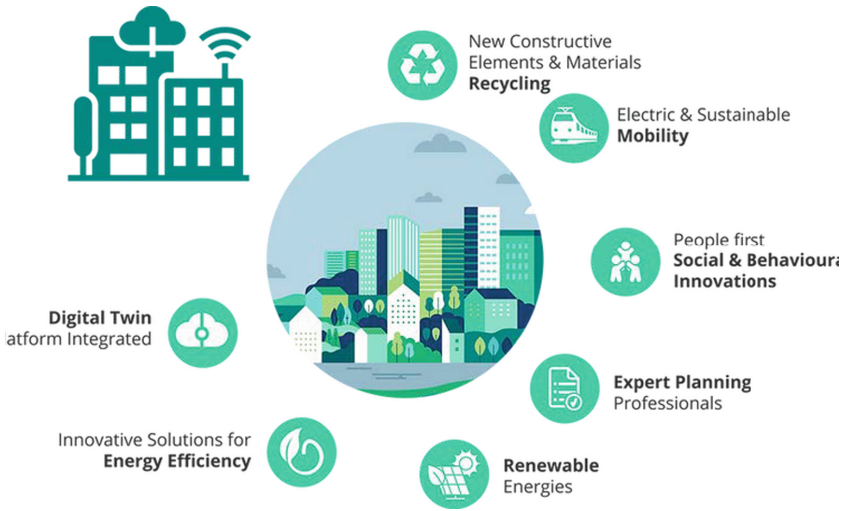 New Constructive
Elements & Materials
Recycling
Electric & Sustainable
Mobility
People first
Social & Behavioura
Innovations
Digital Twin
atform Integrated
Expert Planning
Professionals
Innovative Solutions for
Energy Efficiency
Renewable
Energies